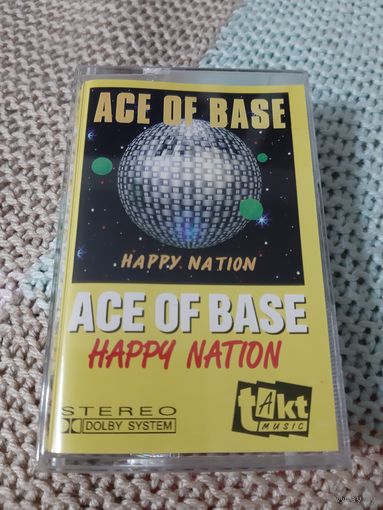 ACE OF BASE
HAPPY NATION
ACE OF BASE
HAPPY NATION
STEREO
DOLBY SYSTEM
tAkt
MUSIC